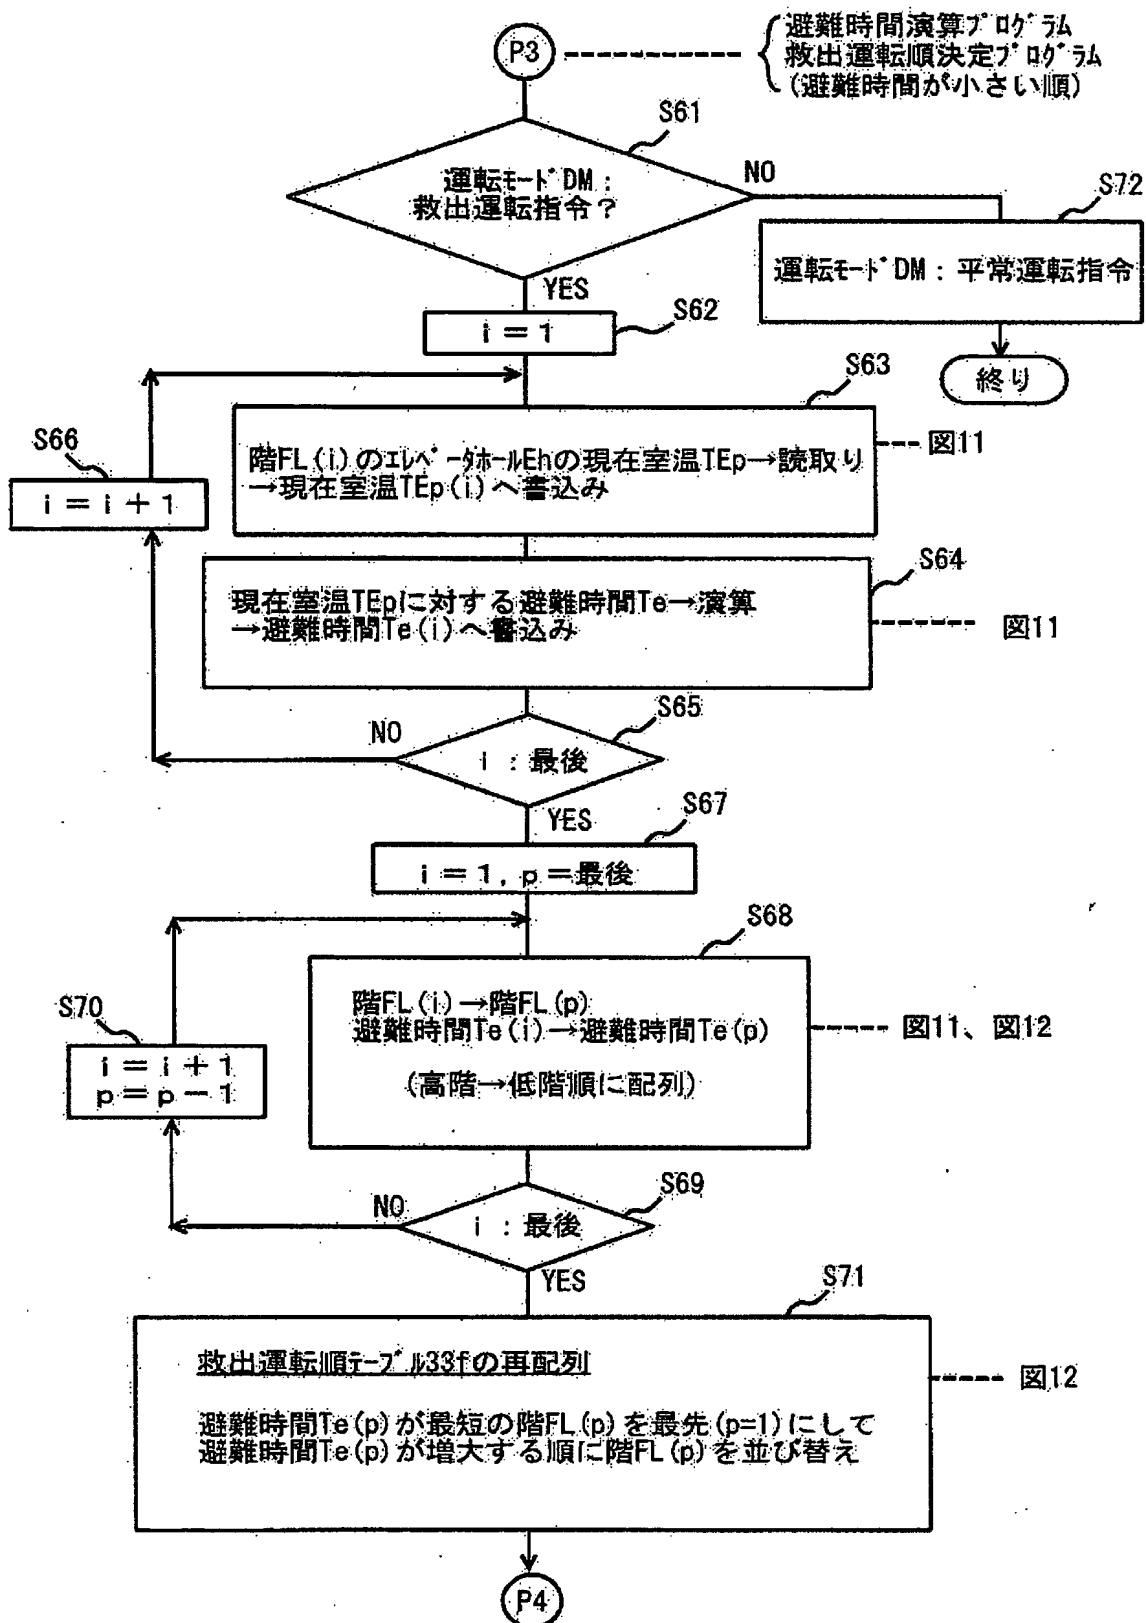 P3
避難時間演算プログラム
救出運転順決定プログラム
(避難時間が小さい順)
S61
運転モードDM:
救出運転指令?
NO
S72
運転モードDM:平常運転指令
終り
YES
S62
i=1
S63
階FL(i)のエレベータホールEhの現在室温TEp→読取り
→現在室温TEp(i)へ書込み
図11
S66
i=i+1
S64
現在室温TEpに対する避難時間Te→演算
→避難時間Te(i)へ書込み
図11
S65
NO
i:最後
YES
S67
i=1, p=最後
S68
階FL(i)→階FL(p)
避難時間Te(i)→避難時間Te(p)
(高階→低階順に配列)
図11、図12
S70
i=i+1
p=p-1
S69
NO
i:最後
YES
S71
救出運転順テーブル33fの再配列
避難時間Te(p)が最短の階FL(p)を最先(p=1)にして
避難時間Te(p)が増大する順に階FL(p)を並び替え
図12
P4